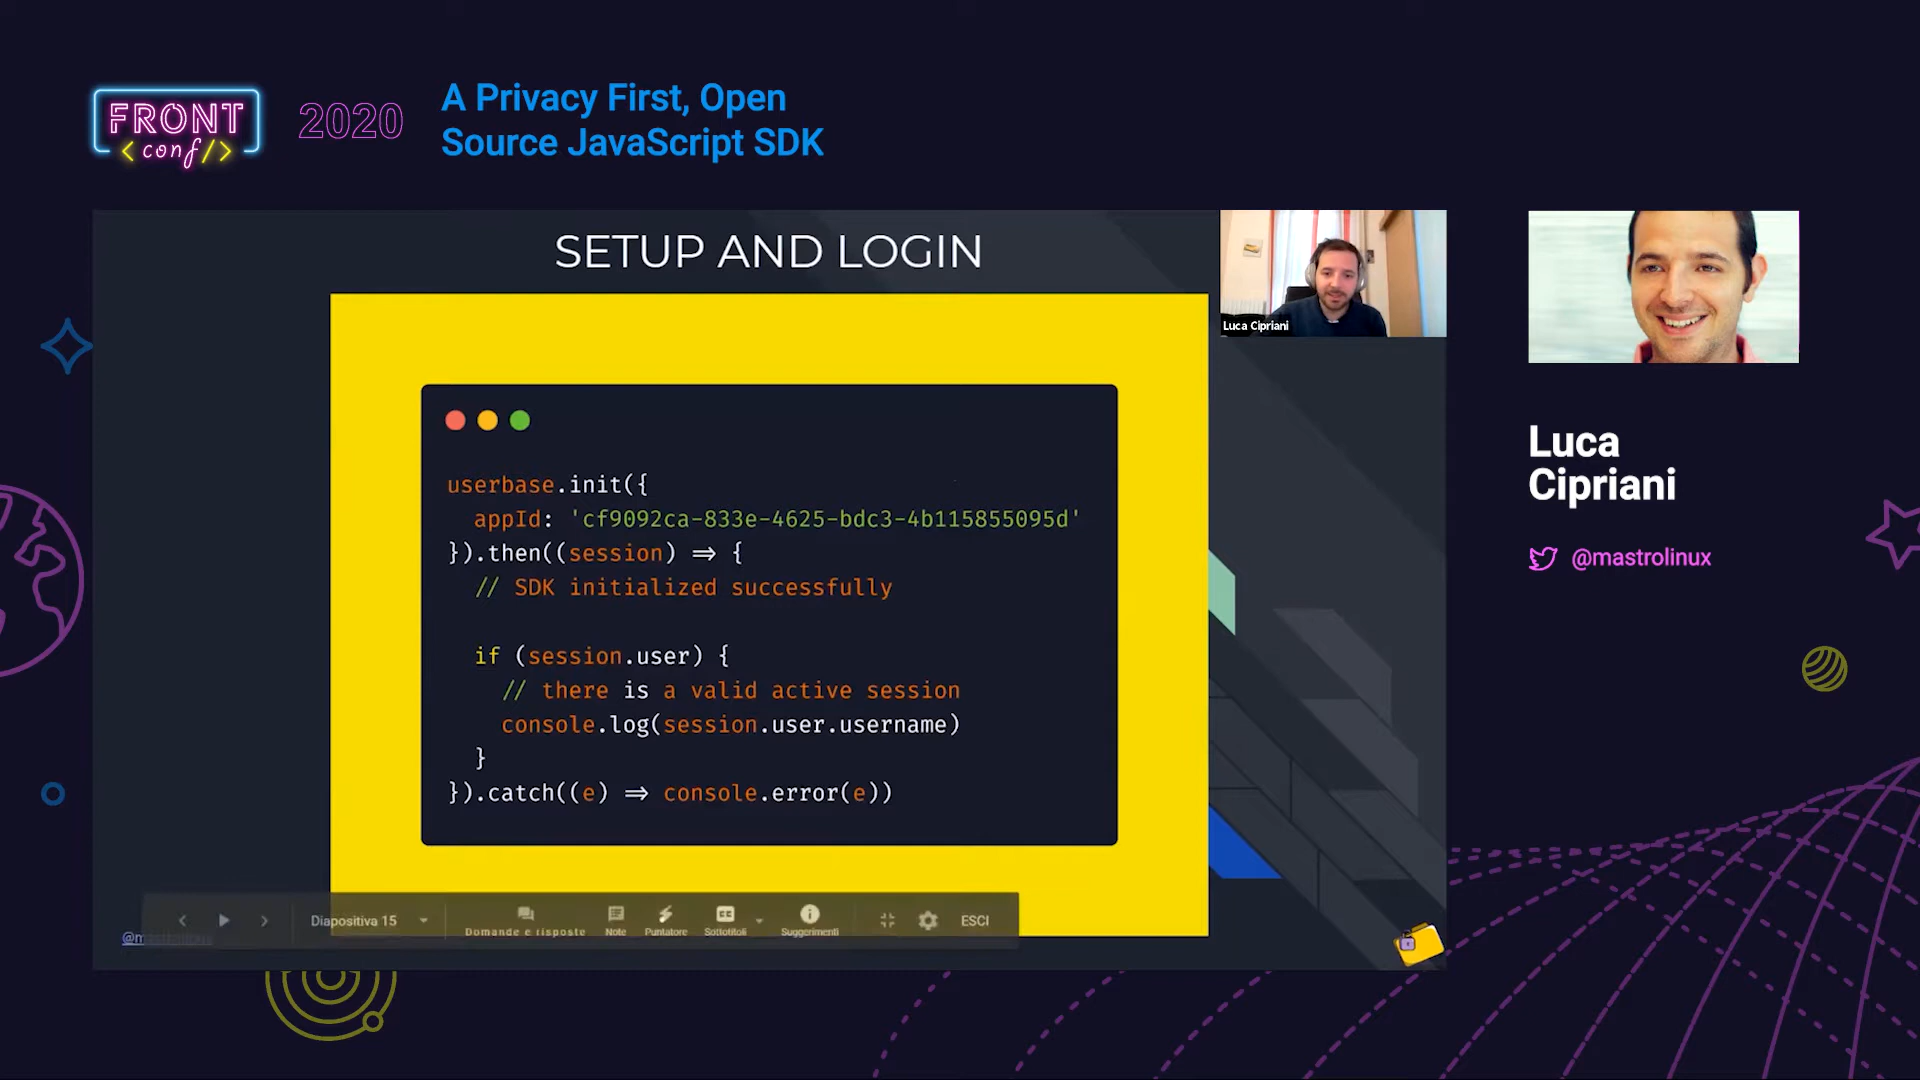 FRONT
<conf/>
2020
A Privacy First, Open
Source JavaScript SDK
SETUP AND LOGIN
Luca Cipriani
userbase.init({
appId: 'cf9092ca-833e-4625-bdc3-4b115855095d'
}).then((session) => {
// SDK initialized successfully
if (session.user) {
// there is a valid active session
console.log(session.user.username)
}
}).catch((e) => console.error(e))
Diapositiva 15
Domande e risposte
Note
Puntatore
Sottotitoli
Suggerimenti
ESCI
Luca
Cipriani
@mastrolinux